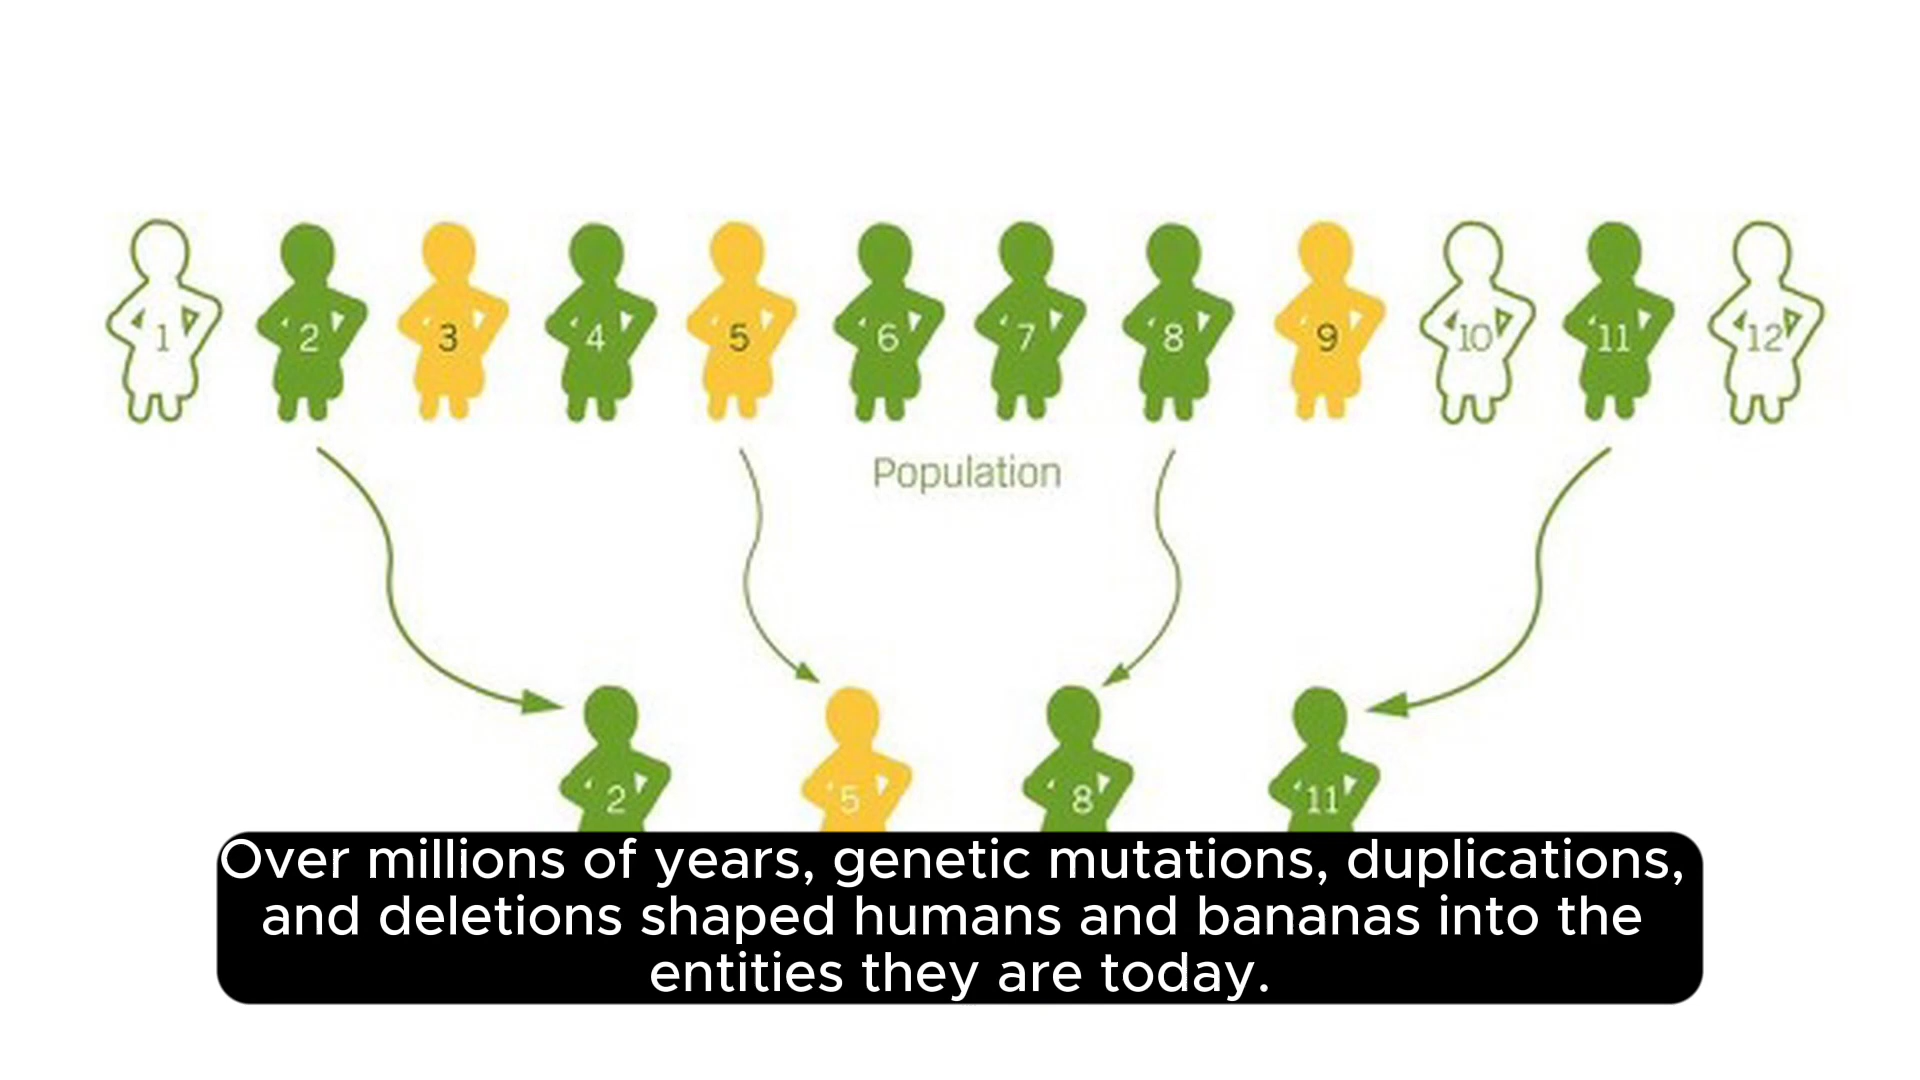 1 2 3 4 5 6 7 8 9 10 11 12
Population
2 5 8 11
Over millions of years, genetic mutations, duplications,
and deletions shaped humans and bananas into the
entities they are today.